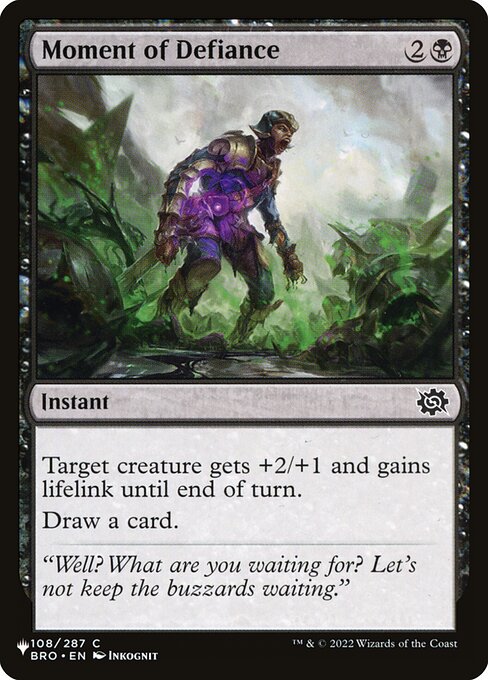 Moment of Defiance 2
Instant
Target creature gets +2/+1 and gains
lifelink until end of turn.
Draw a card.
“Well? What are you waiting for? Let’s
not keep the buzzards waiting.”
108/287 C
BRO • EN INKOGNIT
™ & © 2022 Wizards of the Coast